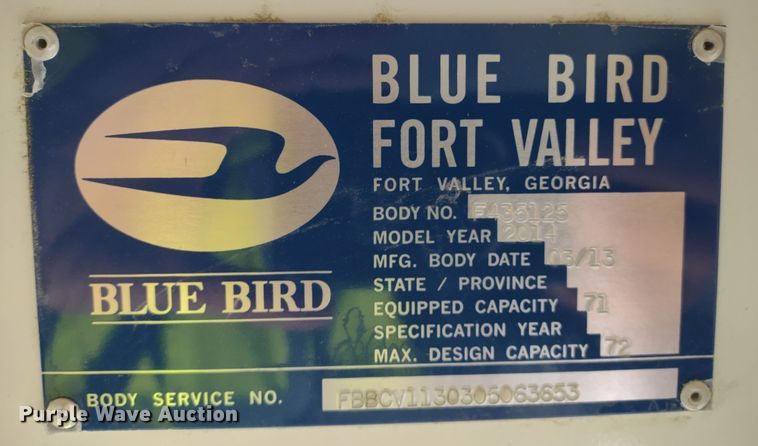 BLUE BIRD
FORT VALLEY
FORT VALLEY, GEORGIA
BODY NO. F435125
MODEL YEAR 2014
MFG. BODY DATE 03/13
STATE / PROVINCE
EQUIPPED CAPACITY 71
SPECIFICATION YEAR
MAX. DESIGN CAPACITY 72
BLUE BIRD
BODY SERVICE NO. FBBCV1130305063653
Purple Wave Auction